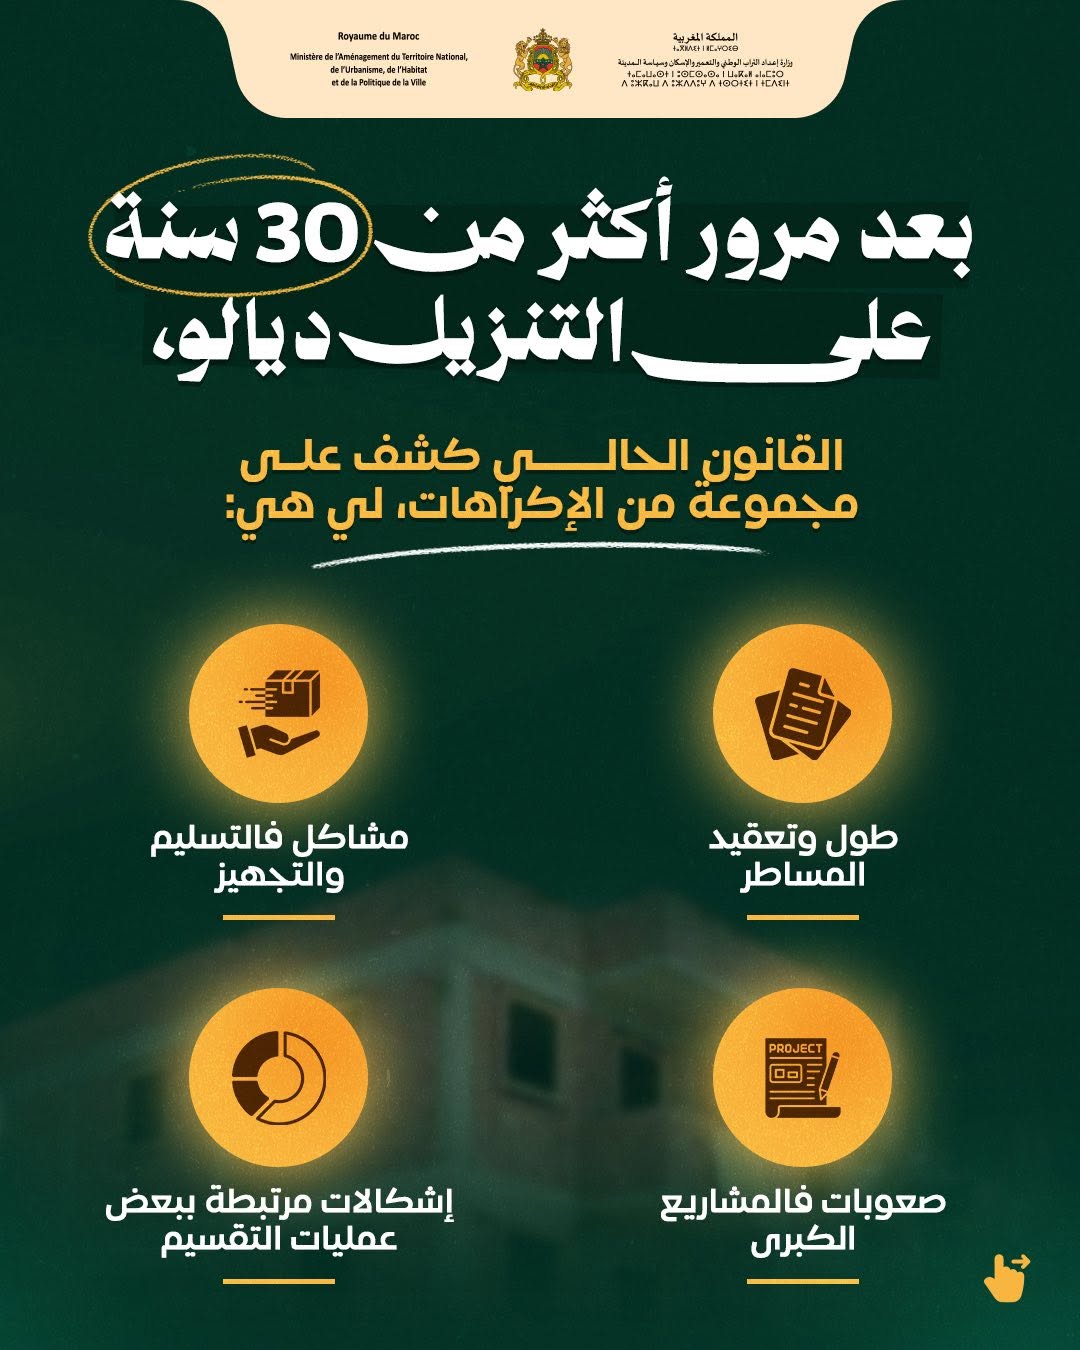 Royaume du Maroc
Ministère de l'Aménagement du Territoire National,
de l'Urbanisme, de l'Habitat
et de la Politique de la Ville
المملكة المغربية
ⵜⴰⴳⵍⴷⵉⵜ ⵏ ⵍⵎⵖⵔⵉⴱ
وزارة إعداد التراب الوطني والتعمير والإسكان وسياسة المدينة
بعد مرور أكثر من 30 سنة
على التنزيل ديالو،
القانون الحالي كشف على
مجموعة من الإكراهات، لي هي:
طول وتعقيد
المساطر
مشاكل فالتسليم
والتجهيز
PROJECT
صعوبات فالمشاريع
الكبرى
إشكالات مرتبطة ببعض
عمليات التقسيم